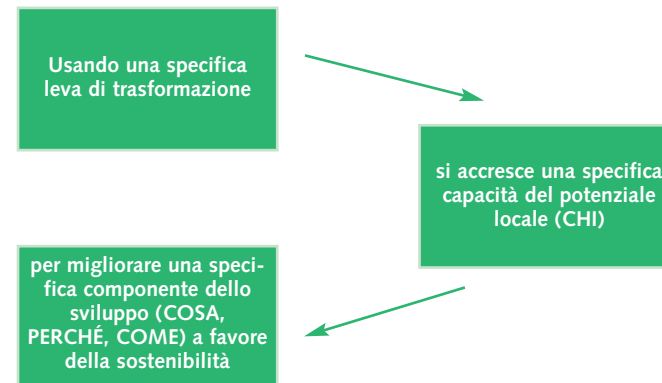 Usando una specifica
leva di trasformazione
si accresce una specifica
capacità del potenziale
locale (CHI)
per migliorare una speci-
fica componente dello
sviluppo (COSA,
PERCHÉ, COME) a favore
della sostenibilità